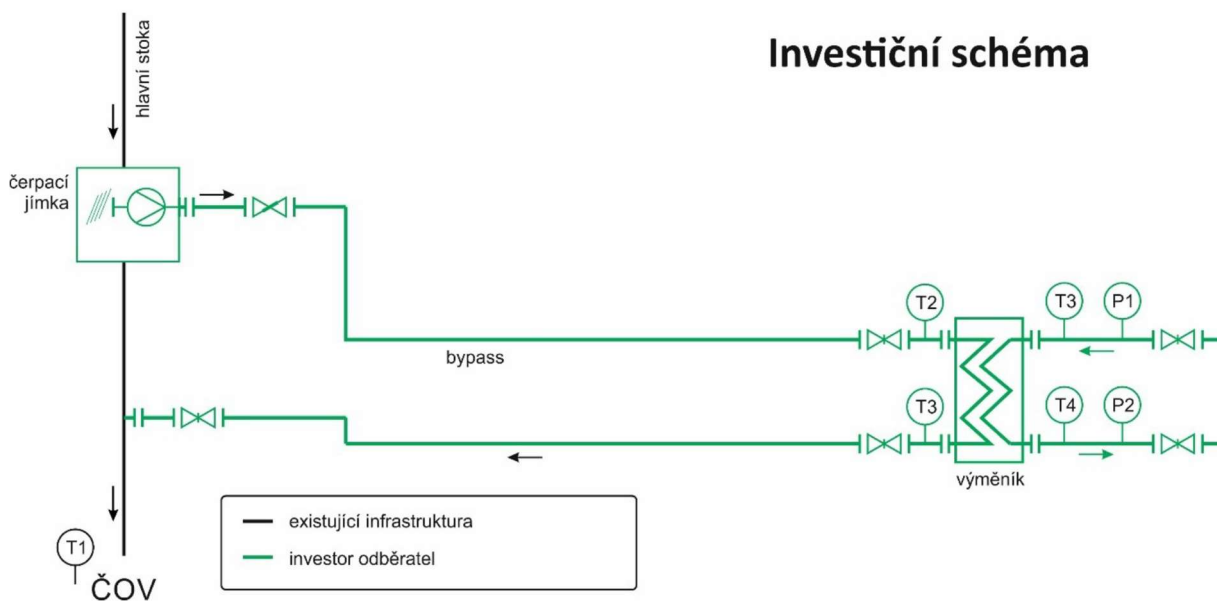 Investiční schéma
hlavní stoka
čerpací
jímka
T2
T3
P1
bypass
T3
T4
P2
výměník
existující infrastruktura
investor odběratel
T1
ČOV